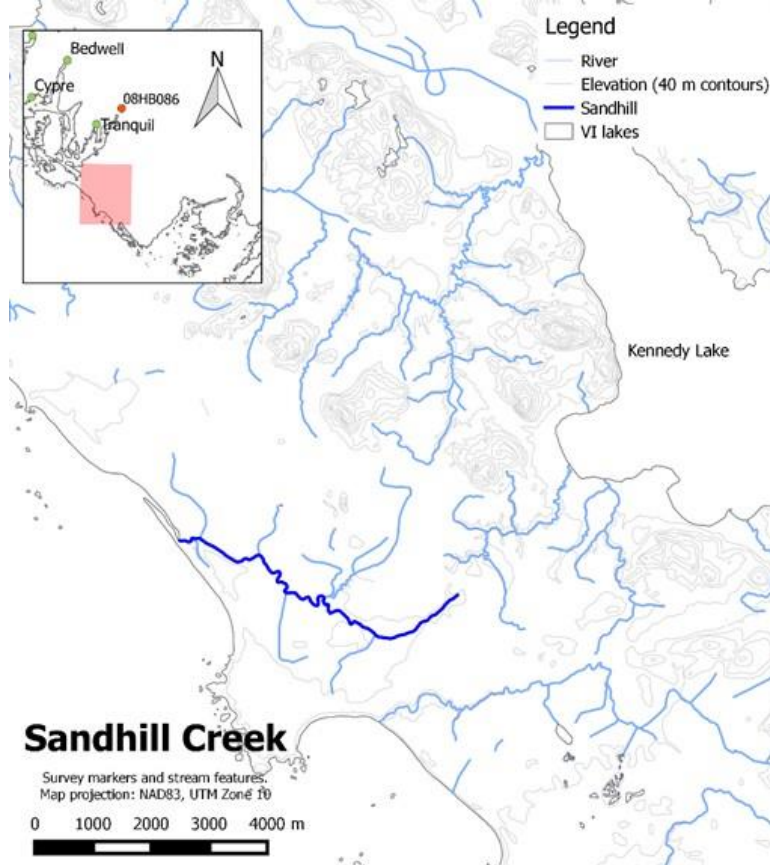 Legend
River
Elevation (40 m contours)
Sandhill
VI lakes
N
Bedwell
Cypre
08HB086
Tranquil
Kennedy Lake
Sandhill Creek
Survey markers and stream features.
Map projection: NAD83, UTM Zone 10
0 1000 2000 3000 4000 m